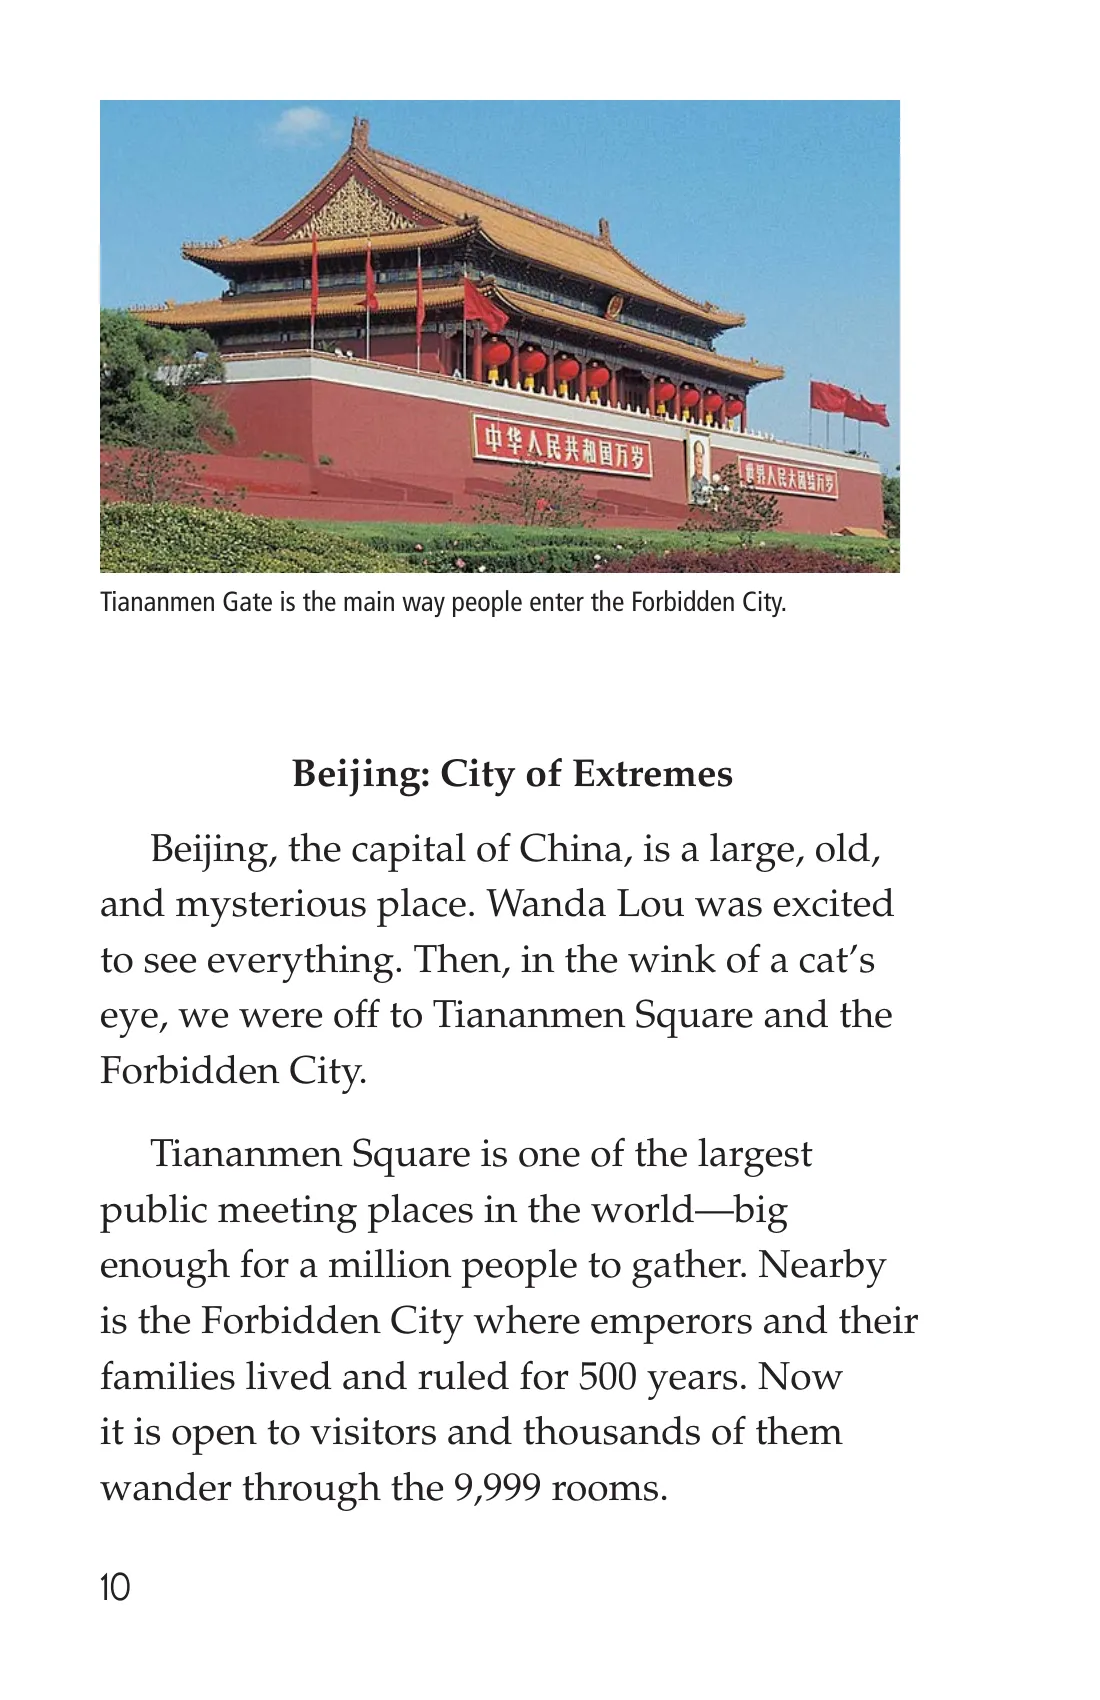 中华人民共和国万岁
世界人民大团结万岁
Tiananmen Gate is the main way people enter the Forbidden City.
Beijing: City of Extremes
Beijing, the capital of China, is a large, old,
and mysterious place. Wanda Lou was excited
to see everything. Then, in the wink of a cat’s
eye, we were off to Tiananmen Square and the
Forbidden City.
Tiananmen Square is one of the largest
public meeting places in the world—big
enough for a million people to gather. Nearby
is the Forbidden City where emperors and their
families lived and ruled for 500 years. Now
it is open to visitors and thousands of them
wander through the 9,999 rooms.
10